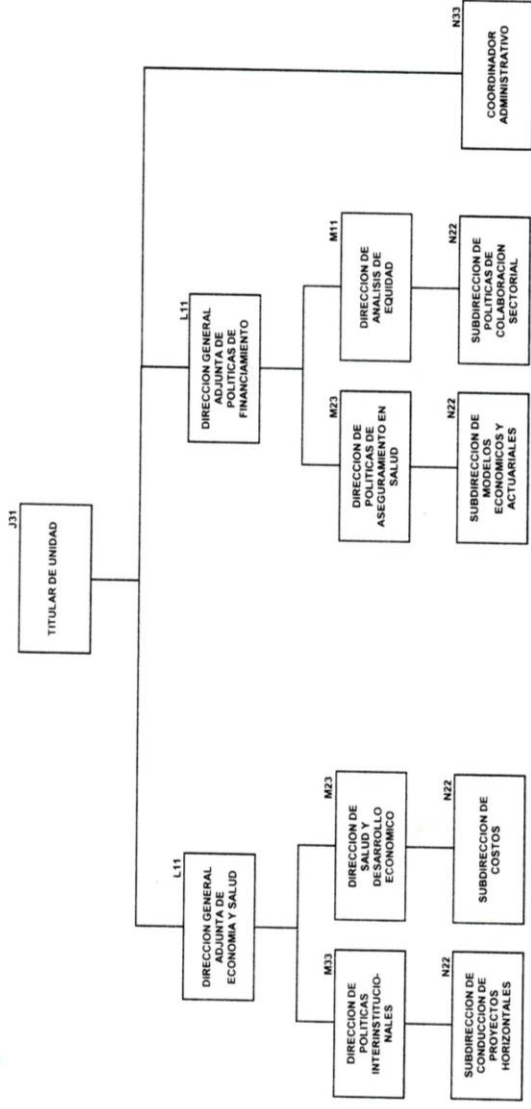 J31
TITULAR DE UNIDAD
L11
DIRECCION GENERAL
ADJUNTA DE
ECONOMIA Y SALUD
L11
DIRECCION GENERAL
ADJUNTA DE
POLITICAS DE
FINANCIAMIENTO
M33
DIRECCION DE
POLITICAS
INTERINSTITUCIO-
NALES
M23
DIRECCION DE
SALUD Y
DESARROLLO
ECONOMICO
M23
DIRECCION DE
POLITICAS DE
ASEGURAMIENTO EN
SALUD
M11
DIRECCION DE
ANALISIS DE
EQUIDAD
N22
SUBDIRECCION DE
CONDUCCION DE
PROYECTOS
HORIZONTALES
N22
SUBDIRECCION DE
COSTOS
N22
SUBDIRECCION DE
MODELOS
ECONOMICOS Y
ACTUARIALES
N22
SUBDIRECCION DE
POLITICAS DE
COLABORACION
SECTORIAL
N33
COORDINADOR
ADMINISTRATIVO